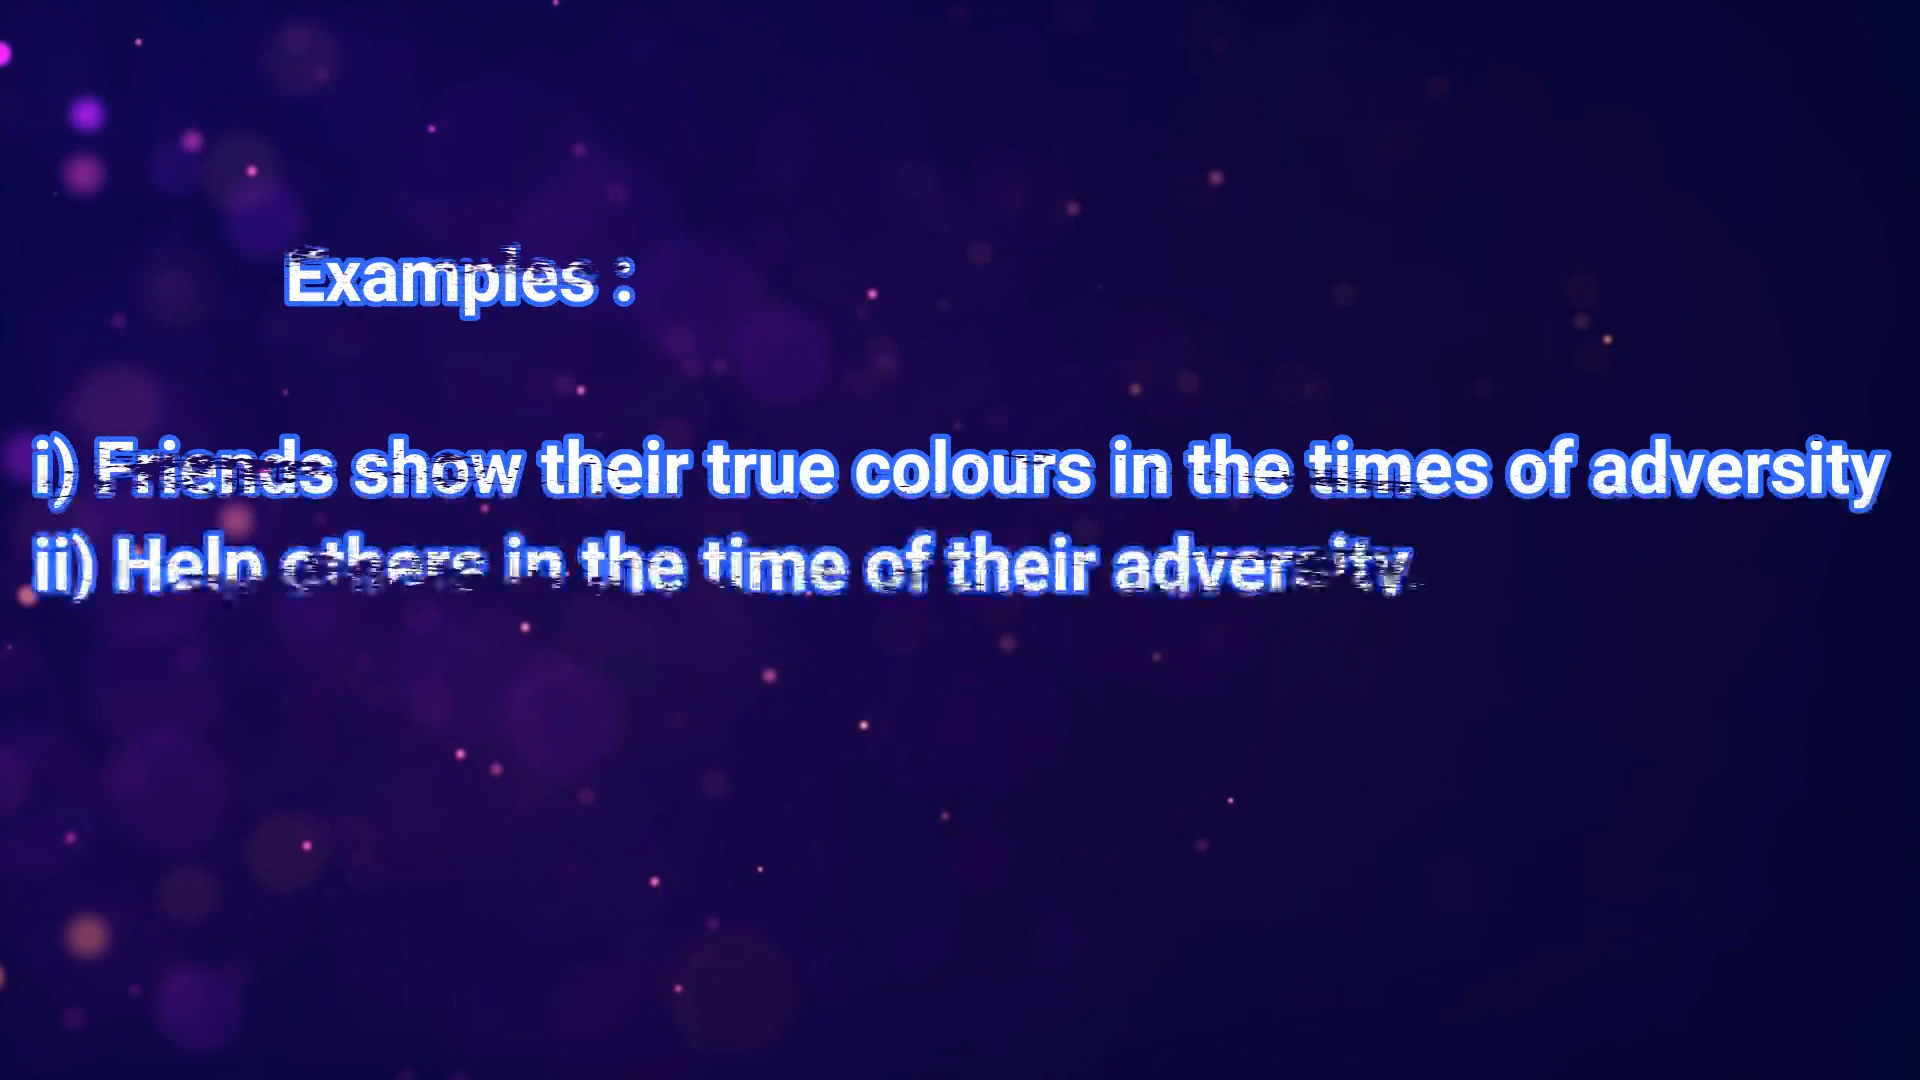 Examples :
i) Friends show their true colours in the times of adversity
ii) Help others in the time of their adversity.